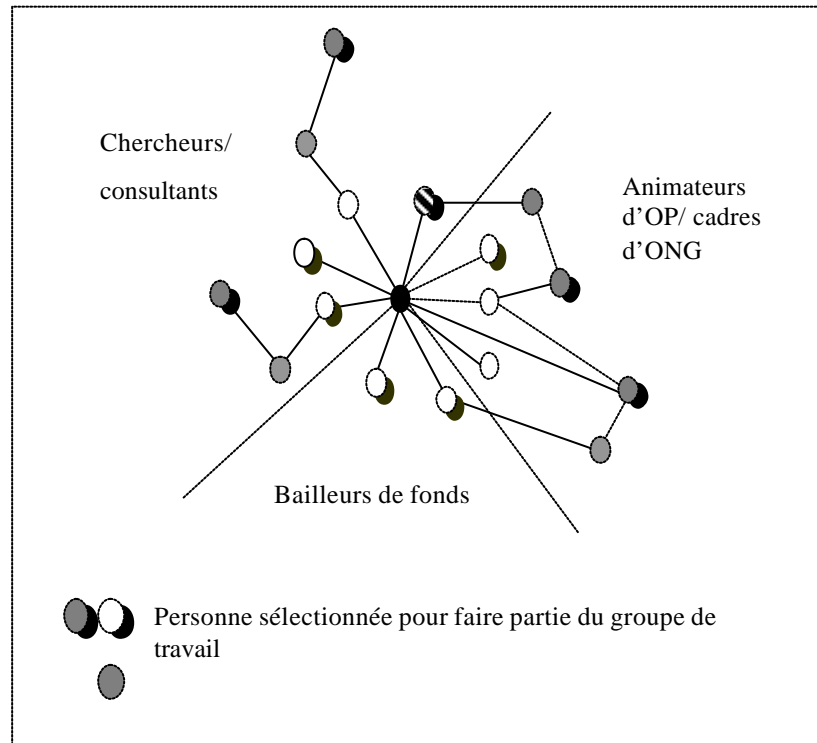 Chercheurs/
consultants
Animateurs
d'OP/ cadres
d'ONG
Bailleurs de fonds
Personne sélectionnée pour faire partie du groupe de
travail